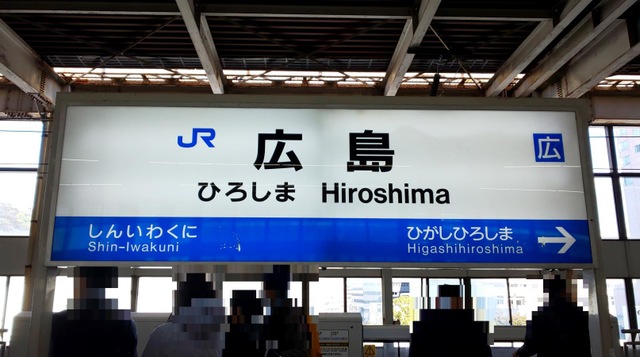 JR 広島 広
ひろしま Hiroshima
しんいわくに ひがしひろしま
Shin-Iwakuni Higashihiroshima